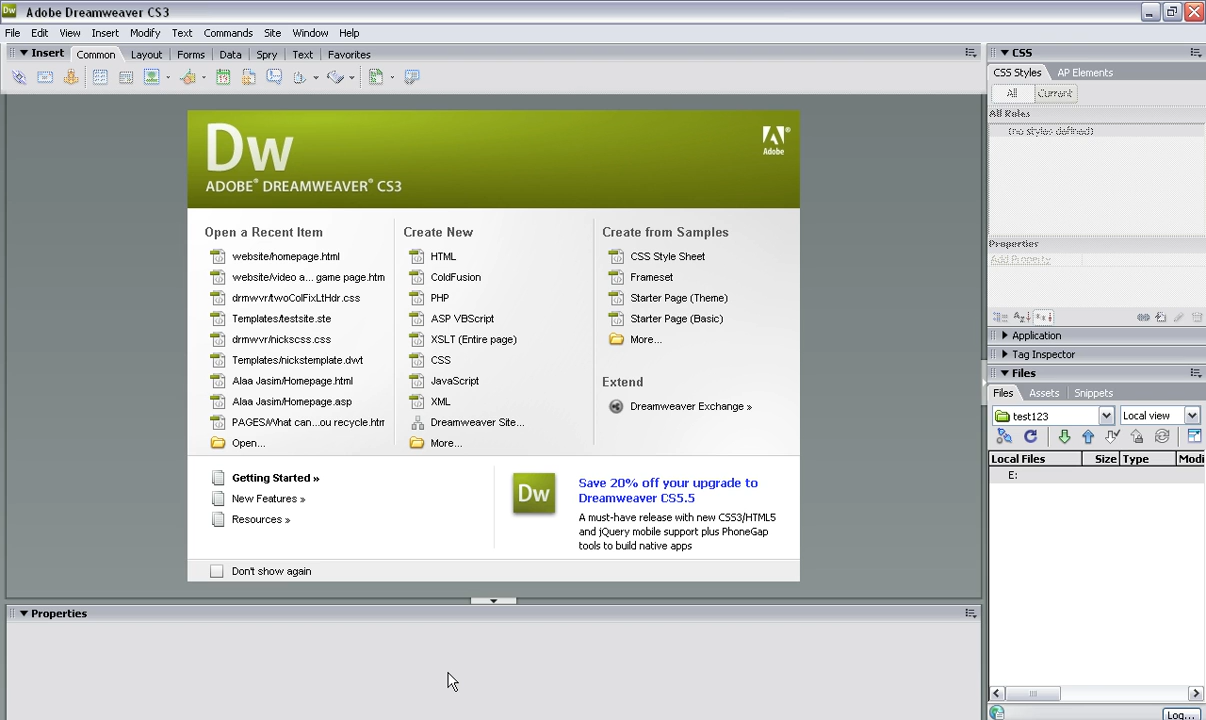 Dw Adobe Dreamweaver CS3
File Edit View Insert Modify Text Commands Site Window Help
Insert Common Layout Forms Data Spry Text Favorites
CSS
CSS Styles AP Elements
All Current
All Rules
(no styles defined)
Properties
Add Property
Application
Tag Inspector
Files
Files Assets Snippets
test123 Local view
Local Files Size Type Modi
E:
Log...
Dw
ADOBE® DREAMWEAVER® CS3
Adobe
Open a Recent Item
website/homepage.html
website/video a... game page.htm
drmwvr/twoColFixLtHdr.css
Templates/testsite.ste
drmwvr/nickscss.css
Templates/nickstemplate.dwt
Alaa Jasim/Homepage.html
Alaa Jasim/Homepage.asp
PAGES/What can...ou recycle.htm
Open...
Create New
HTML
ColdFusion
PHP
ASP VBScript
XSLT (Entire page)
CSS
JavaScript
XML
Dreamweaver Site...
More...
Create from Samples
CSS Style Sheet
Frameset
Starter Page (Theme)
Starter Page (Basic)
More...
Extend
Dreamweaver Exchange »
Getting Started »
New Features »
Resources »
Dw
Save 20% off your upgrade to
Dreamweaver CS5.5
A must-have release with new CSS3/HTML5
and jQuery mobile support plus PhoneGap
tools to build native apps
Don't show again
Properties